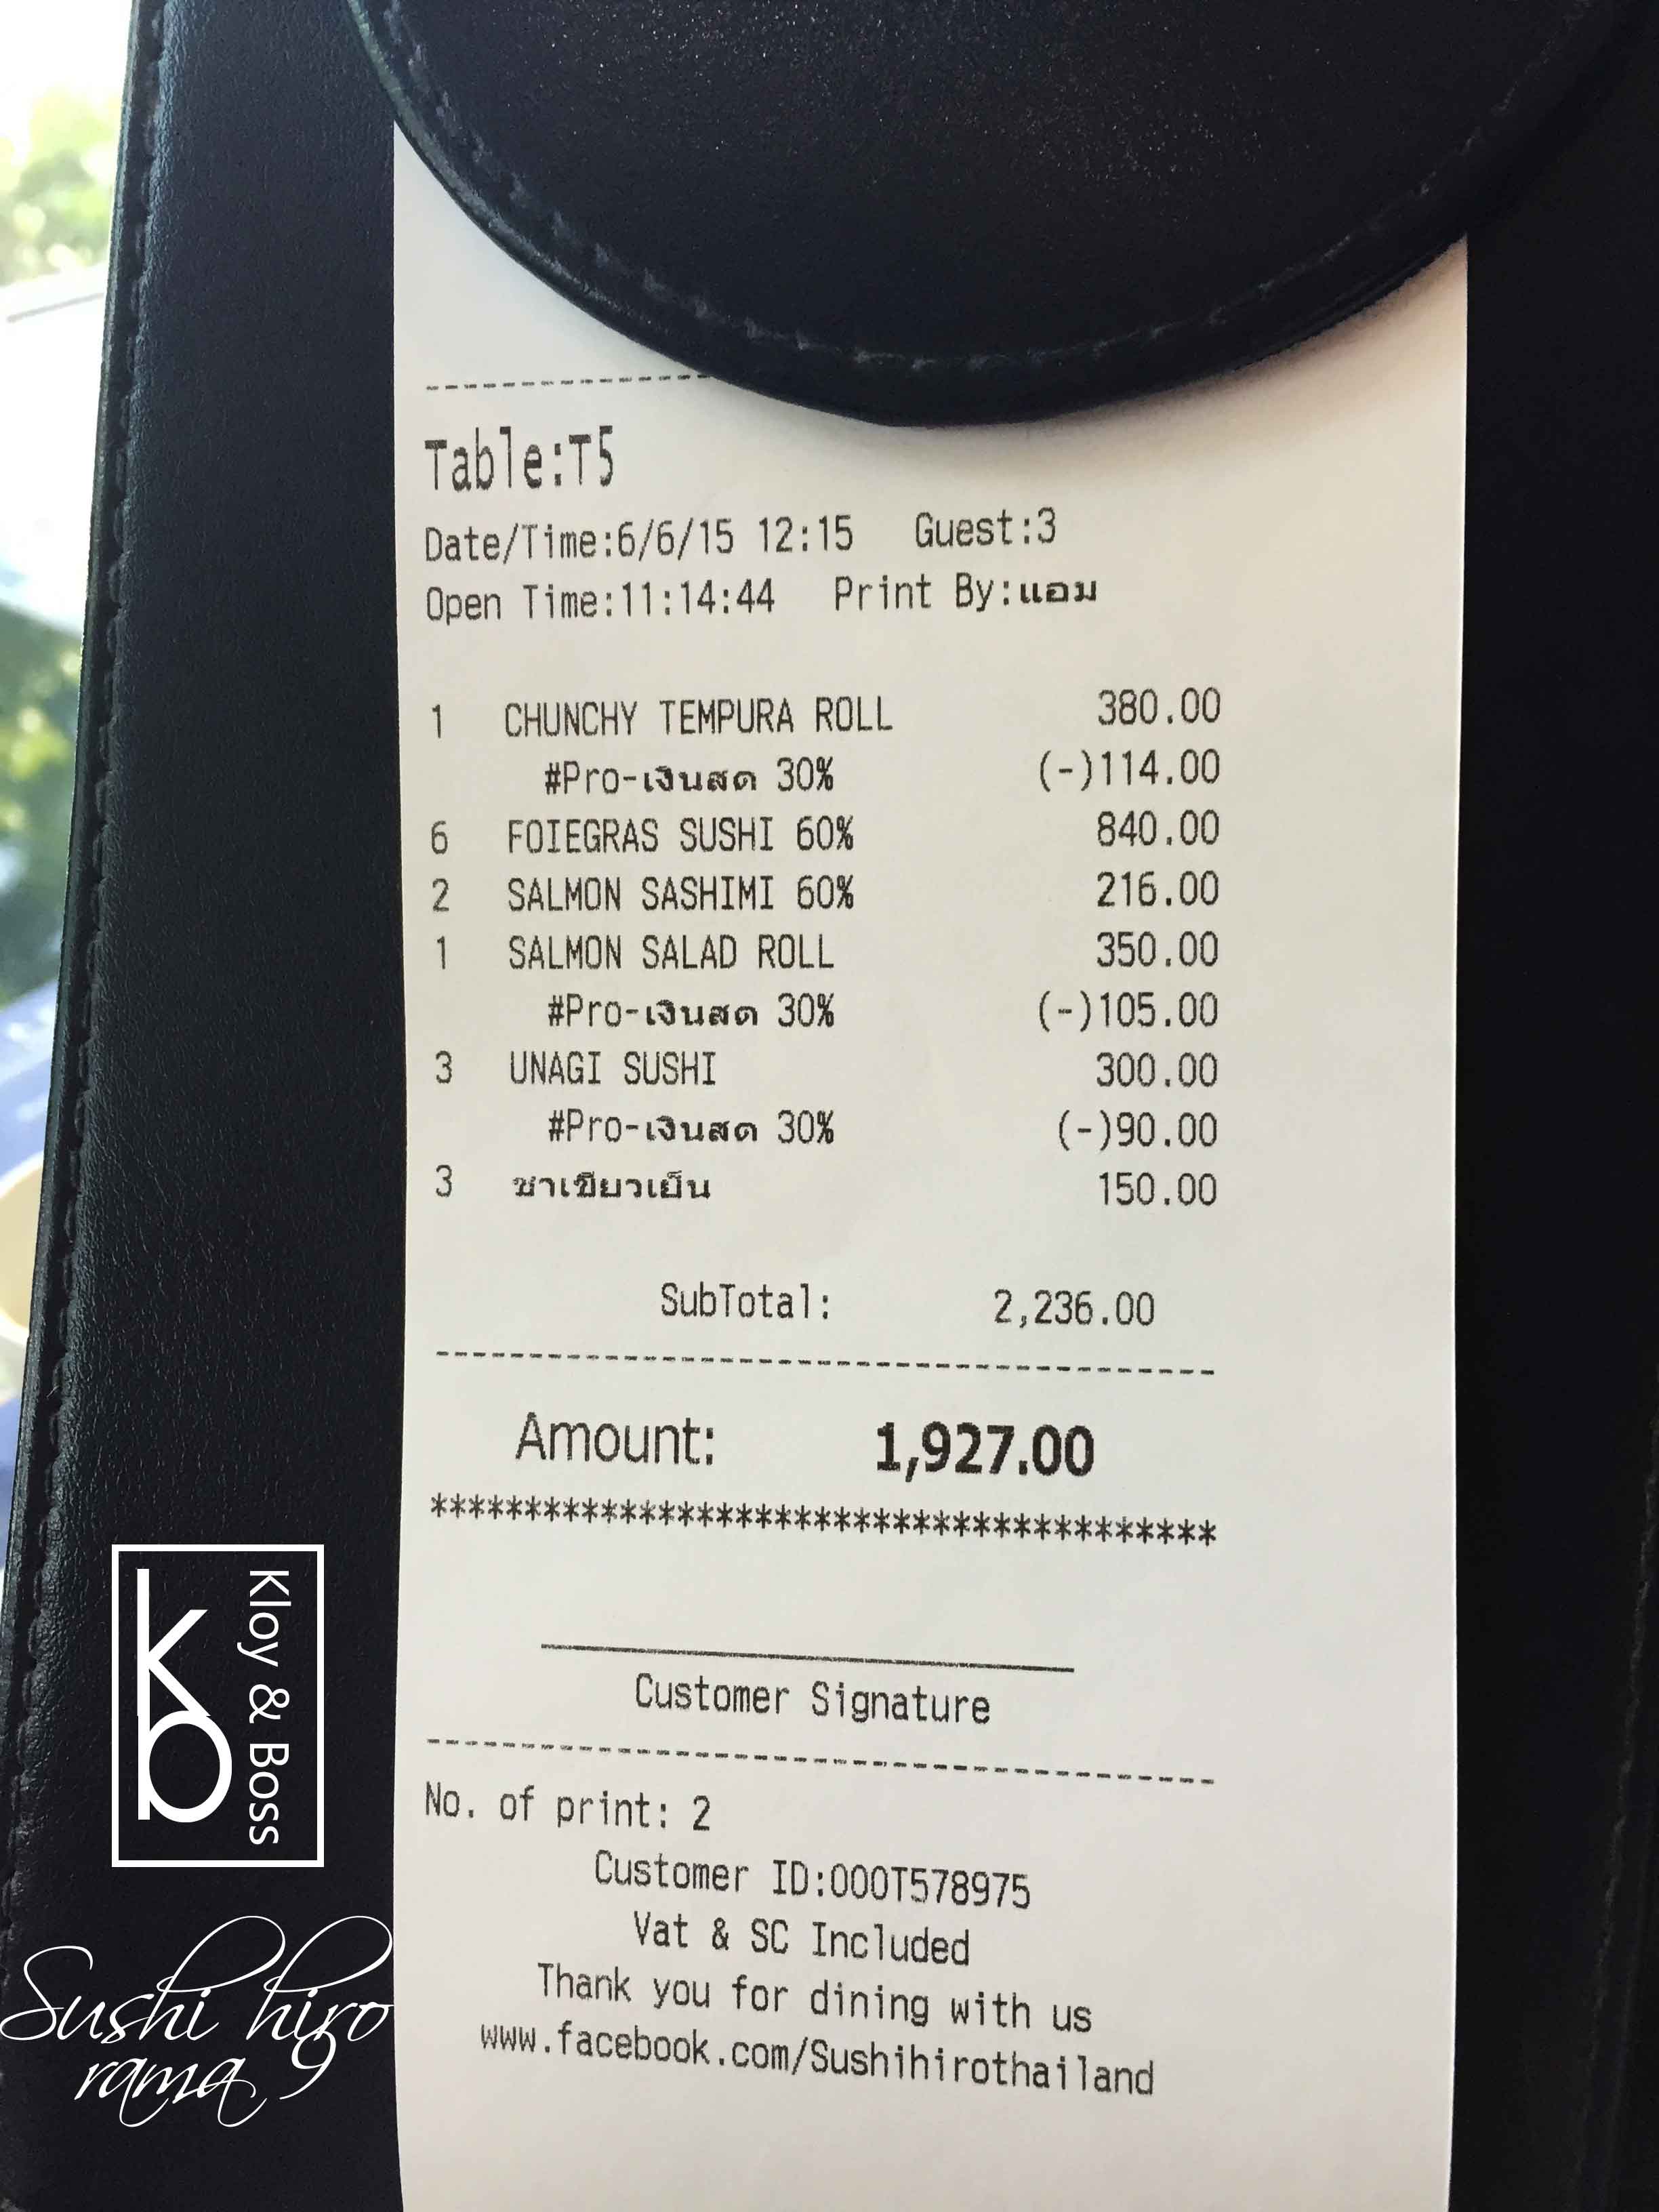 Table:T5
Date/Time:6/6/15 12:15 Guest:3
Open Time:11:14:44 Print By:แอม
1 CHUNCHY TEMPURA ROLL 380.00
#Pro-เงินสด 30% (-)114.00
6 FOIEGRAS SUSHI 60% 840.00
2 SALMON SASHIMI 60% 216.00
1 SALMON SALAD ROLL 350.00
#Pro-เงินสด 30% (-)105.00
3 UNAGI SUSHI 300.00
#Pro-เงินสด 30% (-)90.00
3 ชาเขียวเย็น 150.00
SubTotal: 2,236.00
Amount: 1,927.00
****************************************
Customer Signature
No. of print: 2
Customer ID:000T578975
Vat & SC Included
Thank you for dining with us
www.facebook.com/Sushihirothailand
kb
Kloy & Boss
Sushi hiro
rama 9